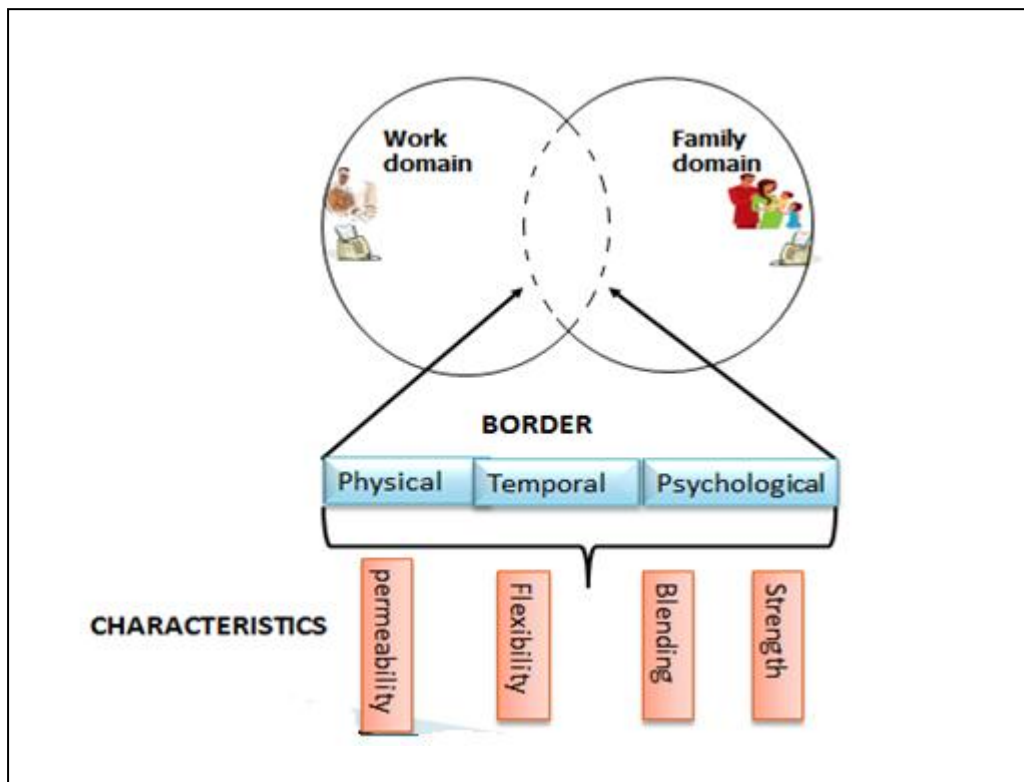 Work
domain
Family
domain
BORDER
Physical
Temporal
Psychological
CHARACTERISTICS
permeability
Flexibility
Blending
Strength